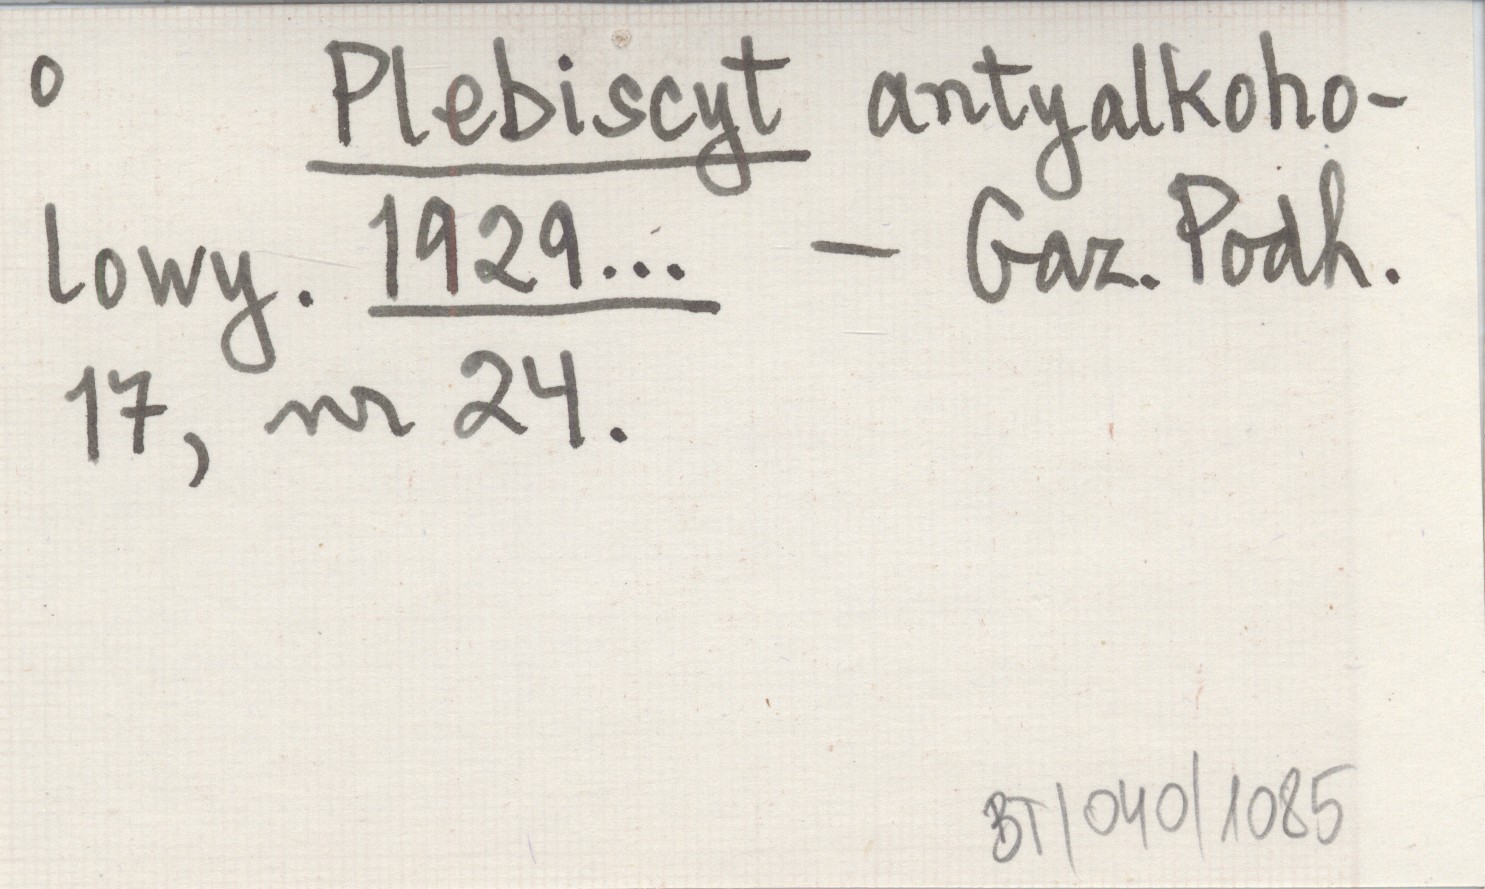 o Plebiscyt antyalkoho-
lowy. 1929... – Gaz. Podh.
17, nr 24.
BT/040/1085